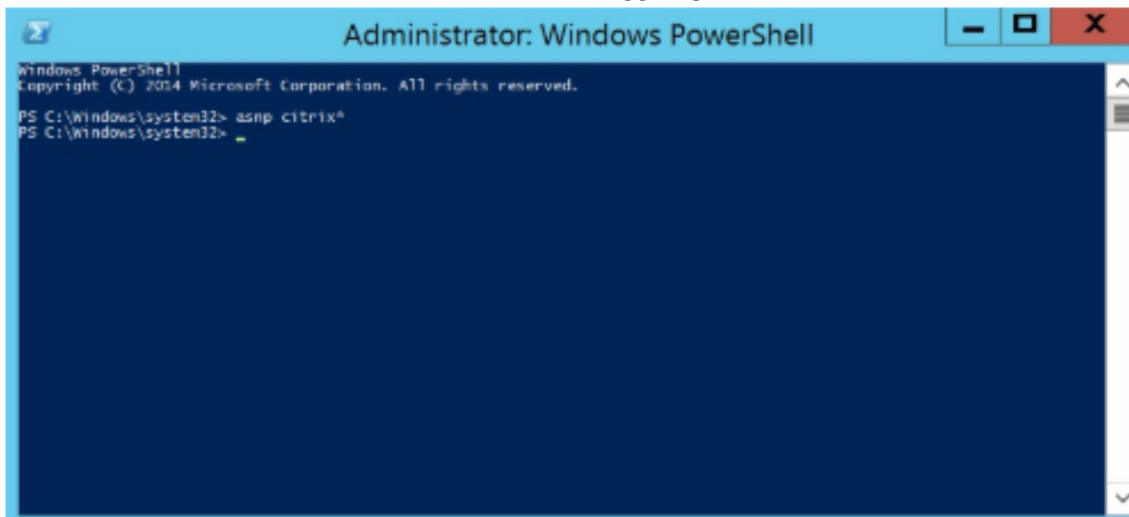 Administrator: Windows PowerShell
Windows PowerShell
Copyright (C) 2014 Microsoft Corporation. All rights reserved.
PS C:\Windows\system32> asnp citrix*
PS C:\Windows\system32> _